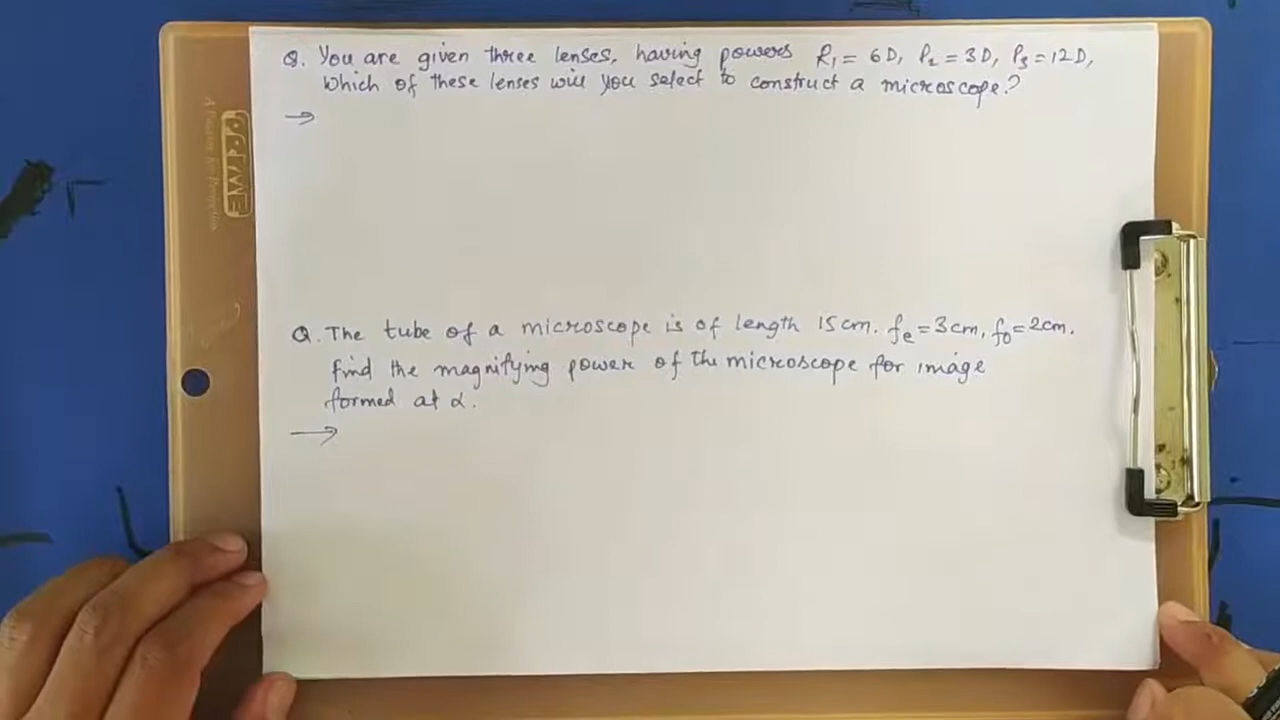 Q. You are given three lenses, having powers P₁ = 6D, P₂ = 3D, P₃ = 12D,
Which of these lenses will you select to construct a microscope?
→
Q. The tube of a microscope is of length 15cm. fₑ = 3cm, f₀ = 2cm.
Find the magnifying power of the microscope for image
formed at α.
→